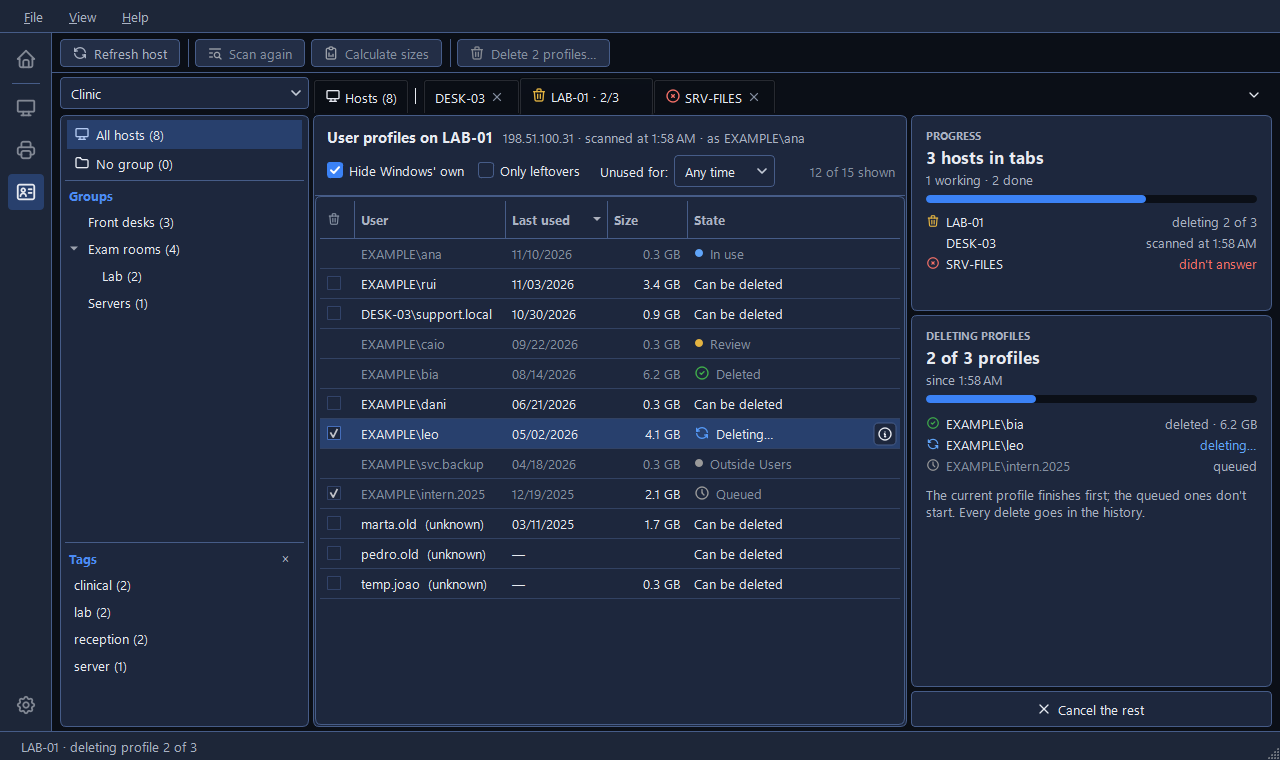 File View Help
Refresh host Scan again Calculate sizes Delete 2 profiles...
Clinic
Hosts (8) DESK-03 LAB-01 · 2/3 SRV-FILES
All hosts (8)
No group (0)
Groups
Front desks (3)
Exam rooms (4)
Lab (2)
Servers (1)
Tags
clinical (2)
lab (2)
reception (2)
server (1)
User profiles on LAB-01 198.51.100.31 · scanned at 1:58 AM · as EXAMPLE\ana
Hide Windows' own Only leftovers Unused for: Any time 12 of 15 shown
User Last used Size State
EXAMPLE\ana 11/10/2026 0.3 GB In use
EXAMPLE\rui 11/03/2026 3.4 GB Can be deleted
DESK-03\support.local 10/30/2026 0.9 GB Can be deleted
EXAMPLE\caio 09/22/2026 0.3 GB Review
EXAMPLE\bia 08/14/2026 6.2 GB Deleted
EXAMPLE\dani 06/21/2026 0.3 GB Can be deleted
EXAMPLE\leo 05/02/2026 4.1 GB Deleting...
EXAMPLE\svc.backup 04/18/2026 0.3 GB Outside Users
EXAMPLE\intern.2025 12/19/2025 2.1 GB Queued
marta.old (unknown) 03/11/2025 1.7 GB Can be deleted
pedro.old (unknown) — Can be deleted
temp.joao (unknown) — 0.3 GB Can be deleted
PROGRESS
3 hosts in tabs
1 working · 2 done
LAB-01 deleting 2 of 3
DESK-03 scanned at 1:58 AM
SRV-FILES didn't answer
DELETING PROFILES
2 of 3 profiles
since 1:58 AM
EXAMPLE\bia deleted · 6.2 GB
EXAMPLE\leo deleting...
EXAMPLE\intern.2025 queued
The current profile finishes first; the queued ones don't
start. Every delete goes in the history.
Cancel the rest
LAB-01 · deleting profile 2 of 3